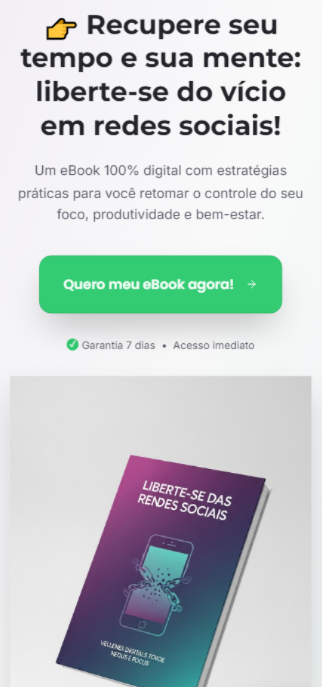 👉 Recupere seu
tempo e sua mente:
liberte-se do vício
em redes sociais!
Um eBook 100% digital com estratégias
práticas para você retomar o controle do seu
foco, produtividade e bem-estar.
Quero meu eBook agora! →
Garantia 7 dias • Acesso imediato
LIBERTE-SE DAS
RENDES SOCIAIS